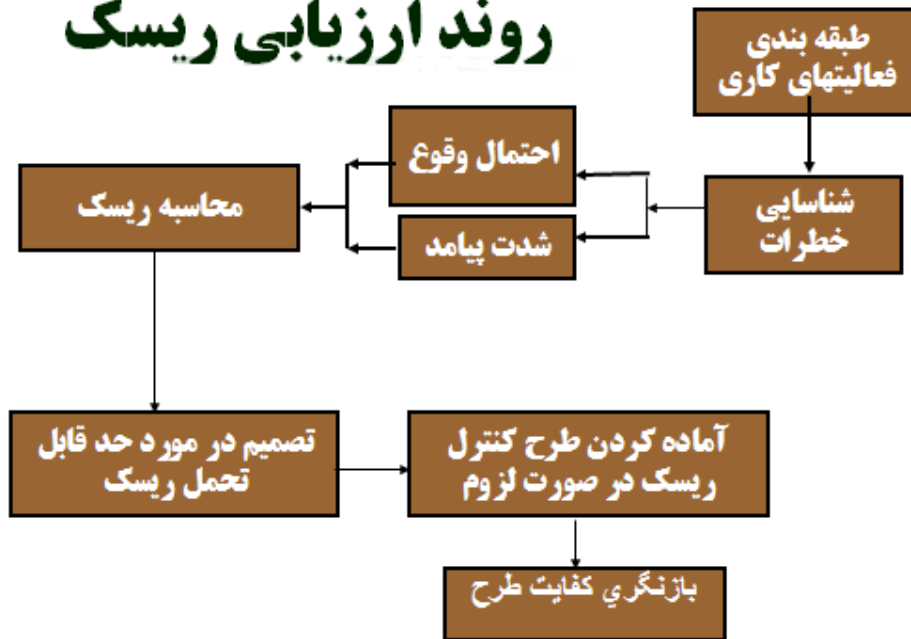 روند ارزیابی ریسک
طبقه بندی
فعالیتهای کاری
شناسایی
خطرات
احتمال وقوع
شدت پیامد
محاسبه ریسک
تصمیم در مورد حد قابل
تحمل ریسک
آماده کردن طرح کنترل
ریسک در صورت لزوم
بازنگري كفايت طرح